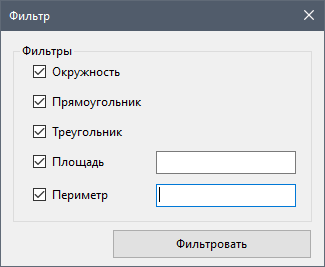 Фильтр
Фильтры
Окружность
Прямоугольник
Треугольник
Площадь
Периметр
Фильтровать